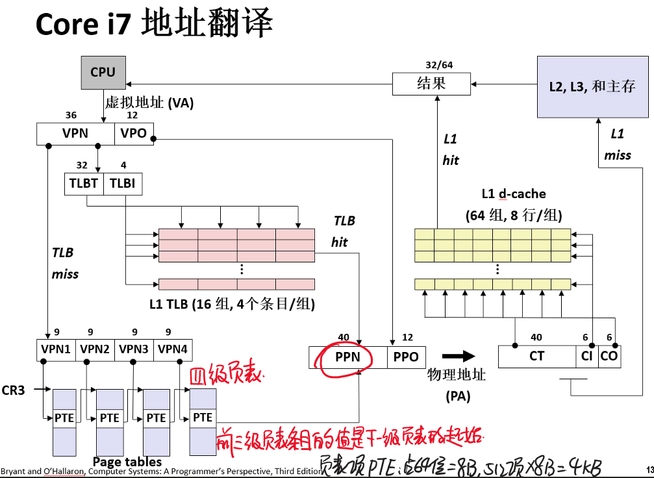 Core i7 地址翻译
CPU
虚拟地址 (VA)
32/64
结果
L2, L3, 和主存
36 12
VPN VPO
32 4
TLBT TLBI
L1 hit
L1 miss
L1 d-cache
(64 组, 8 行/组)
TLB hit
TLB miss
...
...
L1 TLB (16 组, 4个条目/组)
9 9 9 9
VPN1 VPN2 VPN3 VPN4
40 12
PPN PPO
物理地址
(PA)
40 6 6
CT CI CO
CR3
四级页表
PTE PTE PTE PTE
前三级页表条目的值是下一级页表的起始
Page tables
页表项PTE:占64位=8B,512项×8B=4KB
Bryant and O'Hallaron, Computer Systems: A Programmer's Perspective, Third Edition
13